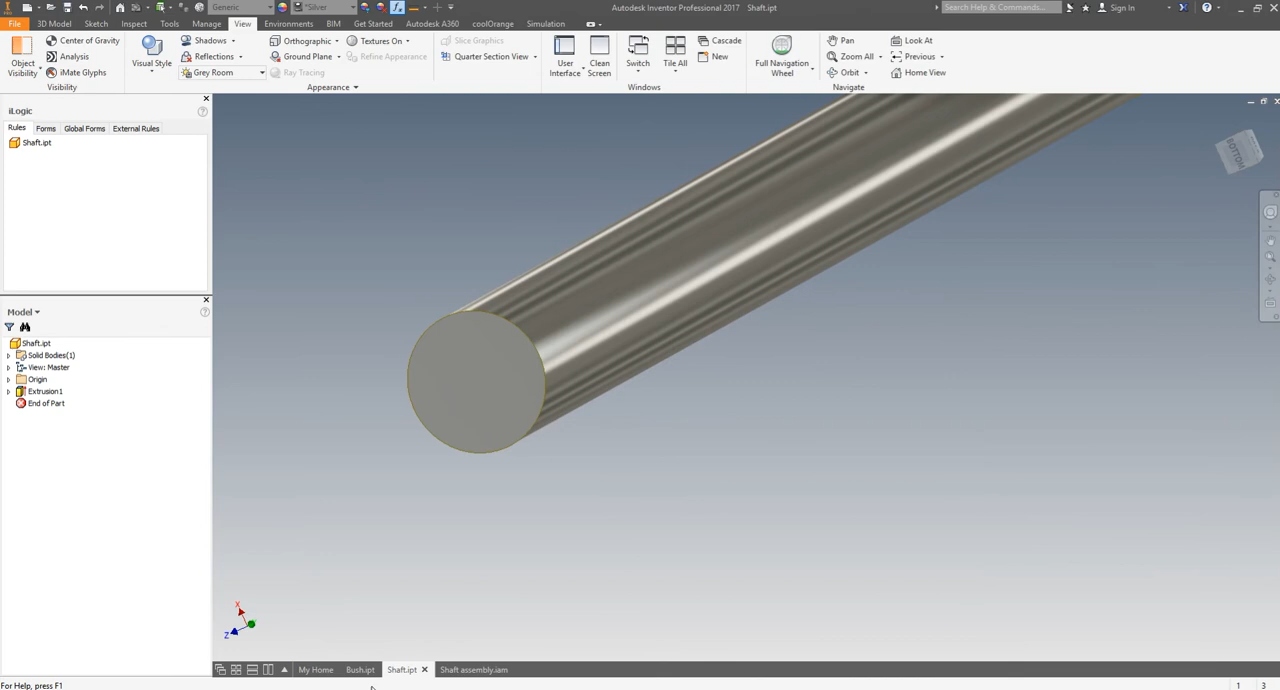 Generic
*Silver
Autodesk Inventor Professional 2017 Shaft.ipt
Search Help & Commands...
Sign In
File
3D Model
Sketch
Inspect
Tools
Manage
View
Environments
BIM
Get Started
Autodesk A360
coolOrange
Simulation
Object Visibility
Center of Gravity
Analysis
iMate Glyphs
Visibility
Visual Style
Shadows
Reflections
Grey Room
Orthographic
Ground Plane
Ray Tracing
Textures On
Refine Appearance
Appearance
Slice Graphics
Quarter Section View
User Interface
Clean Screen
Switch
Tile All
Cascade
New
Windows
Full Navigation Wheel
Pan
Zoom All
Orbit
Look At
Previous
Home View
Navigate
iLogic
Rules
Forms
Global Forms
External Rules
Shaft.ipt
Model
Shaft.ipt
Solid Bodies(1)
View: Master
Origin
Extrusion1
End of Part
BOTTOM
X
Z
My Home
Bush.ipt
Shaft.ipt
Shaft assembly.iam
For Help, press F1
1
3